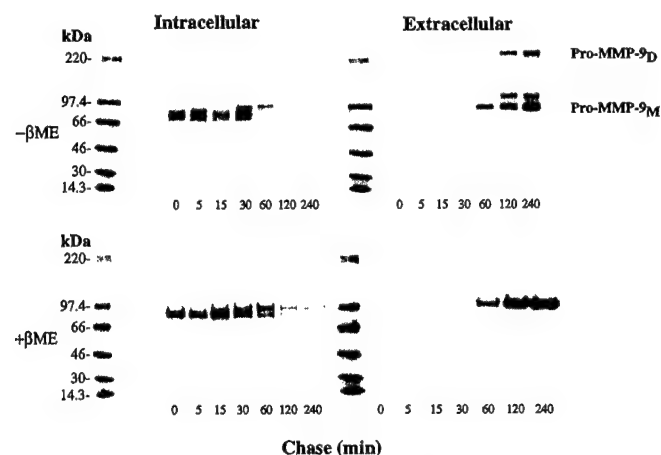 kDa
Intracellular
Extracellular
220-
Pro-MMP-9D
97.4-
Pro-MMP-9M
66-
–βME
46-
30-
14.3-
0 5 15 30 60 120 240
0 5 15 30 60 120 240
kDa
220-
97.4-
66-
+βME
46-
30-
14.3-
0 5 15 30 60 120 240
0 5 15 30 60 120 240
Chase (min)